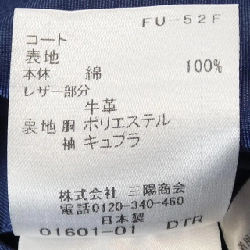 FU-52F
コート
表地
本体 綿 100%
レザー部分
牛革
裏地 胴 ポリエステル
袖 キュプラ
株式会社 三陽商会
電話0120-340-460
日本製
01601-01 DTR